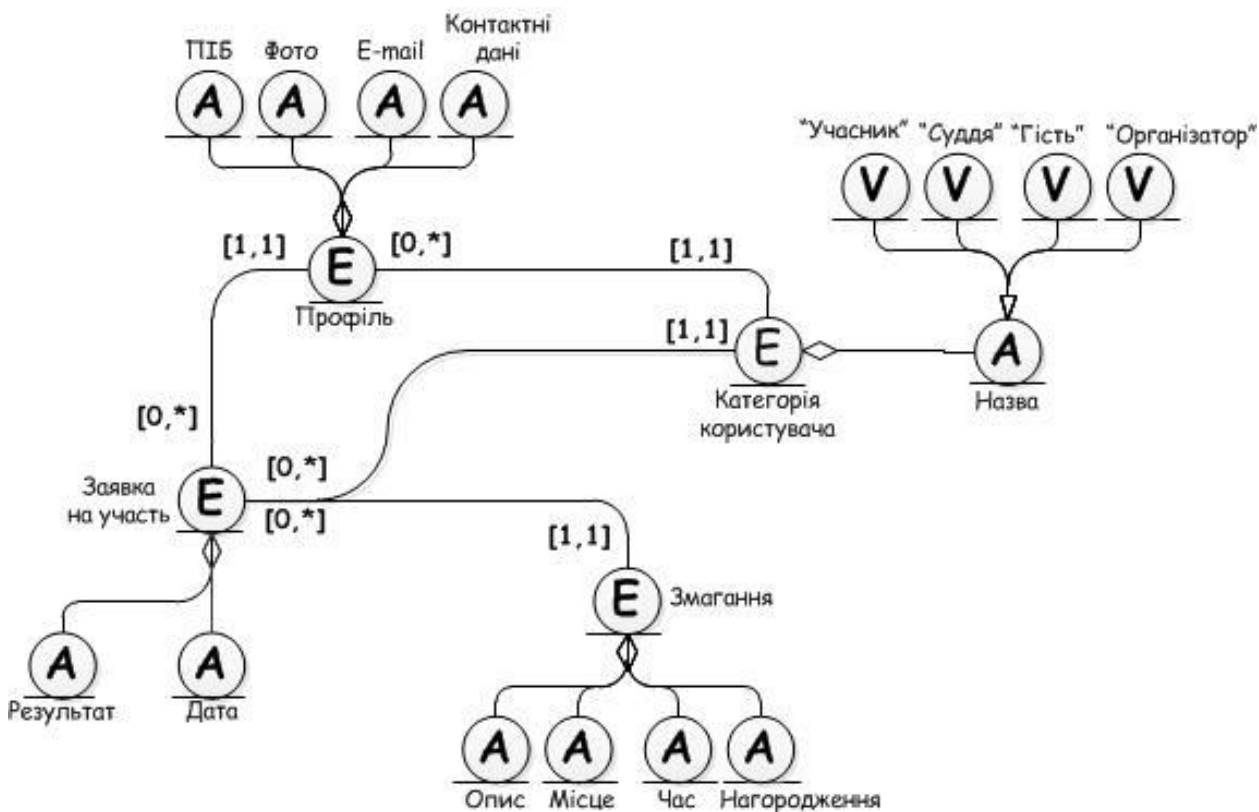 ПІБ
Фото
E-mail
Контактні
дані
A
A
A
A
"Учасник"
"Суддя"
"Гість"
"Організатор"
V
V
V
V
[1,1]
E
[0,*]
[1,1]
Профіль
[1,1]
E
A
Категорія
користувача
Назва
[0,*]
[0,*]
Заявка
на участь
E
[0,*]
[1,1]
E
Змагання
A
A
Результат
Дата
A
A
A
A
Опис
Місце
Час
Нагородження